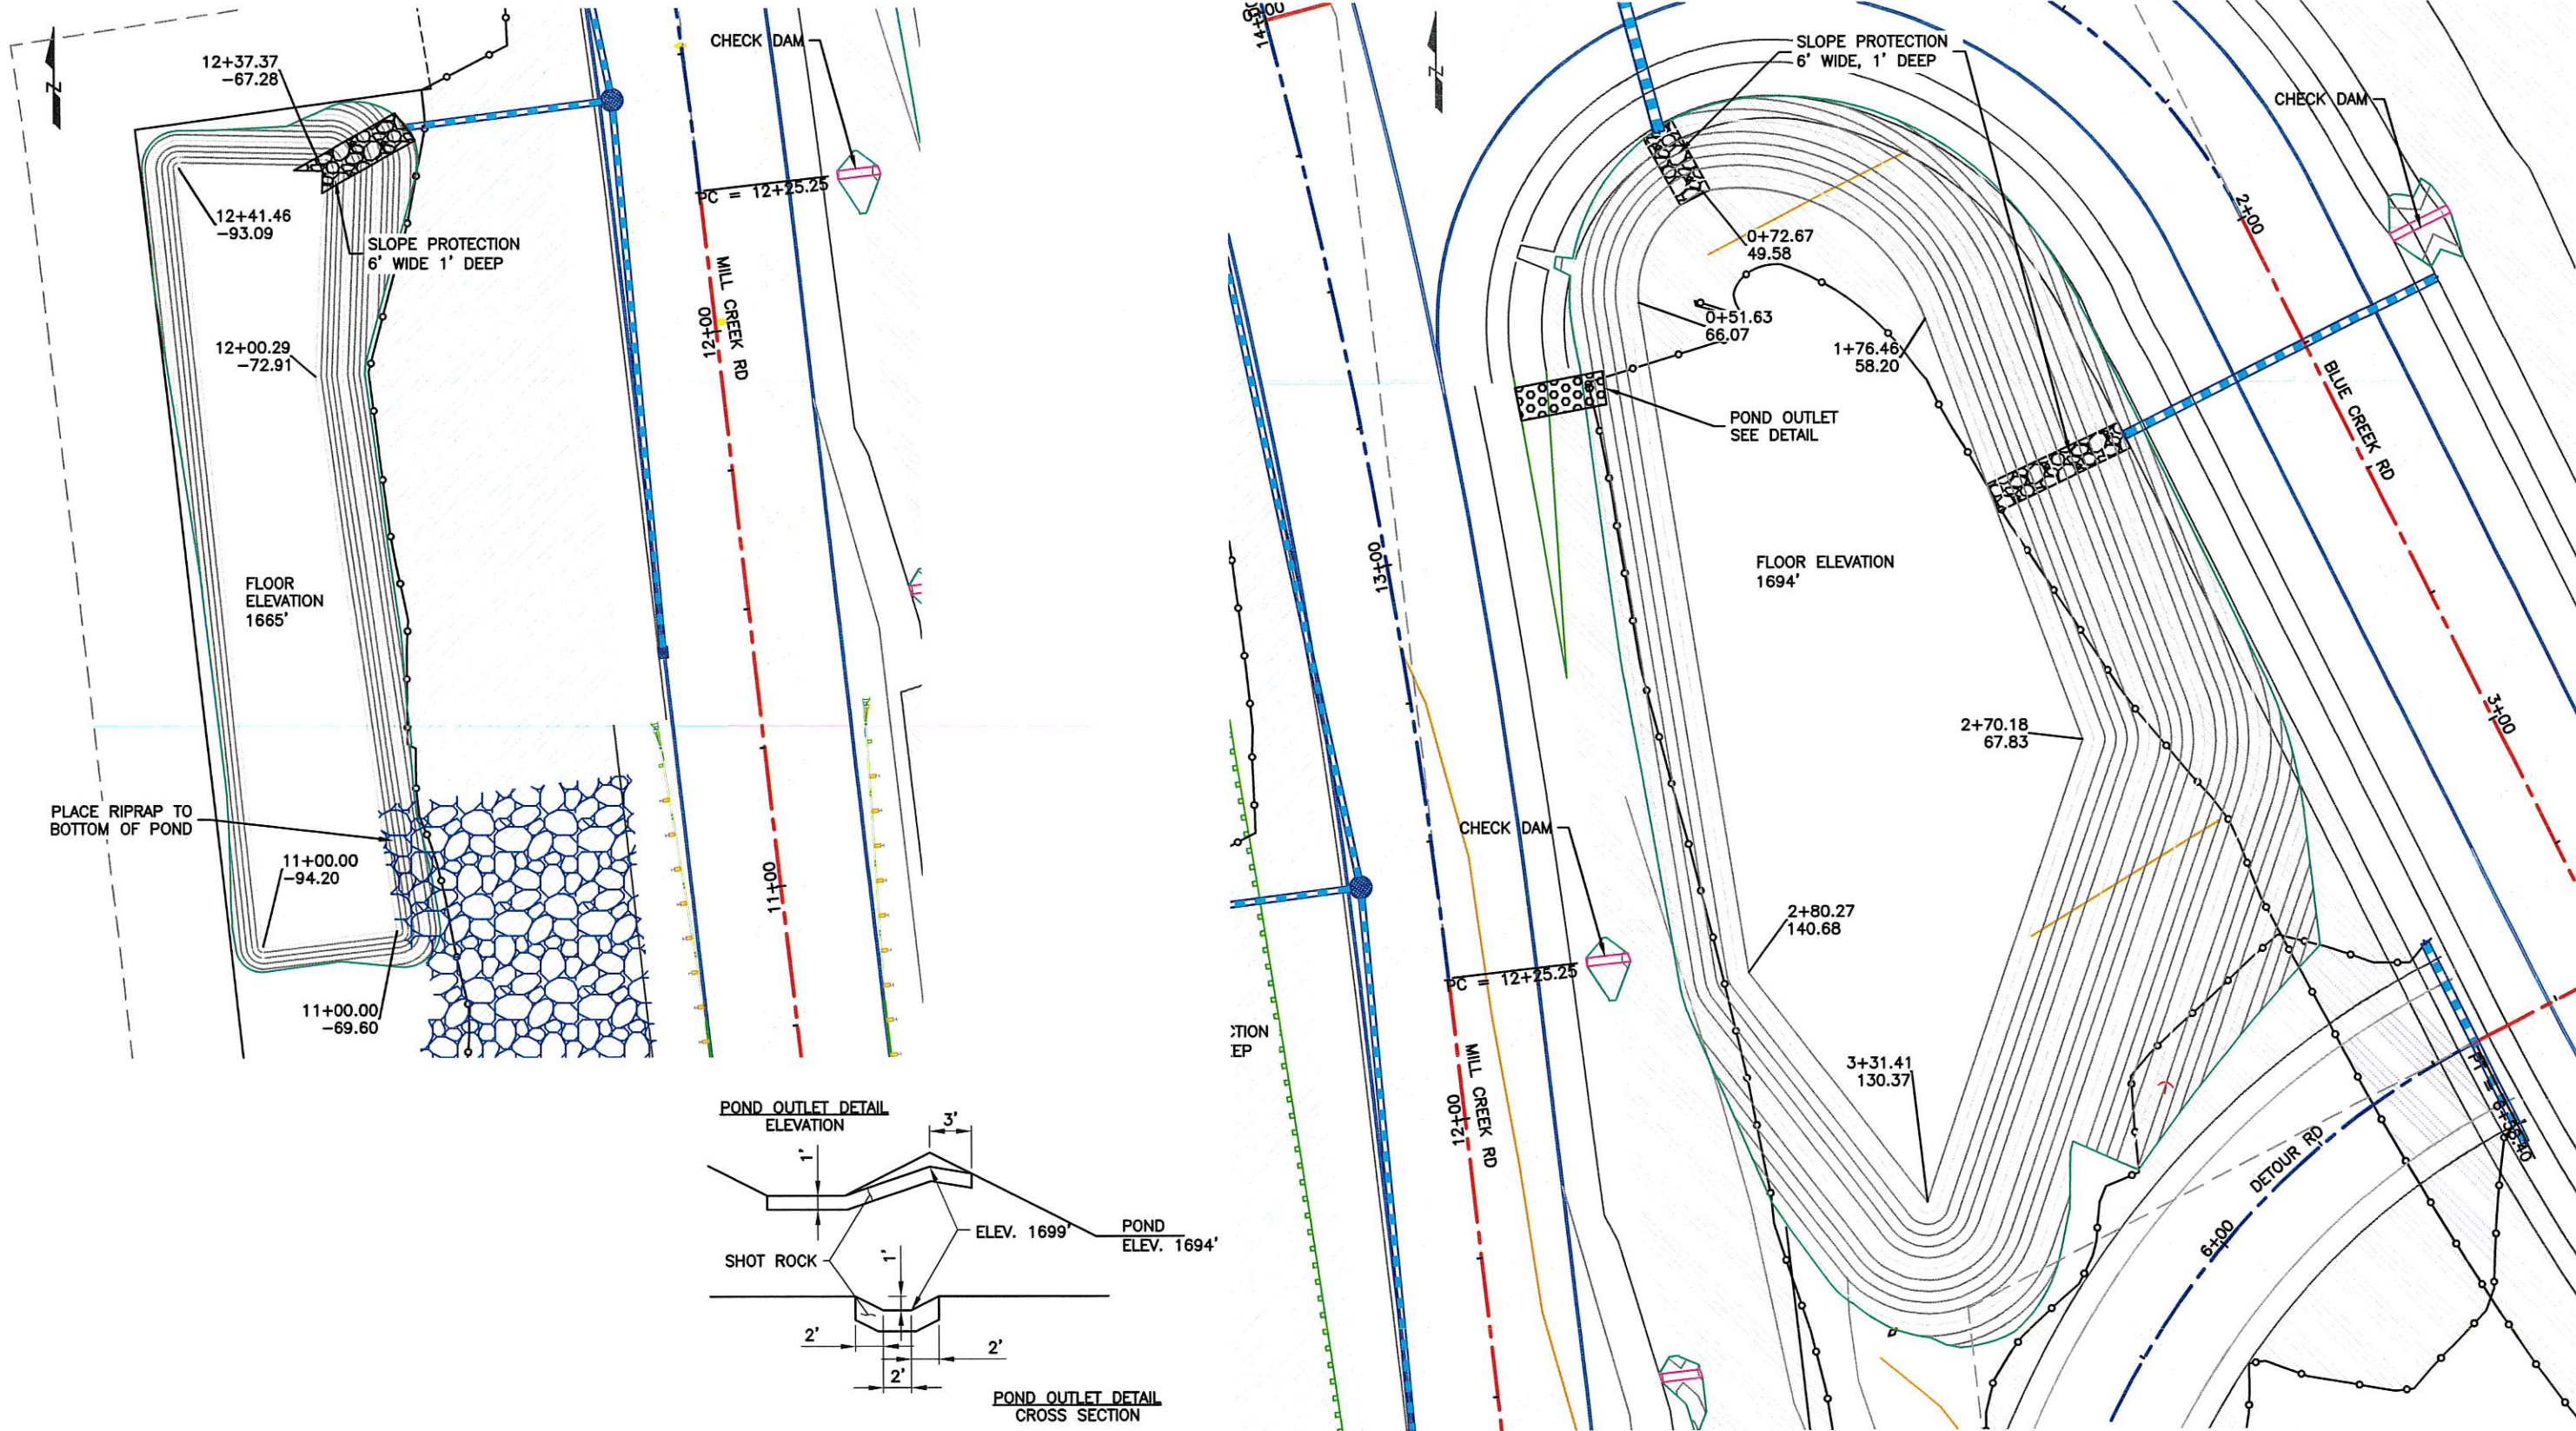 N
12+37.37
-67.28
CHECK DAM
PC = 12+25.25
12+41.46
-93.09
SLOPE PROTECTION
6' WIDE 1' DEEP
MILL CREEK RD
12+00
12+00.29
-72.91
FLOOR
ELEVATION
1665'
PLACE RIPRAP TO
BOTTOM OF POND
11+00.00
-94.20
11+00
11+00.00
-69.60
POND OUTLET DETAIL
ELEVATION
3'
1'
ELEV. 1699'
POND
ELEV. 1694'
SHOT ROCK
1'
2'
2'
2'
POND OUTLET DETAIL
CROSS SECTION
14+00
0+00
N
SLOPE PROTECTION
6' WIDE, 1' DEEP
CHECK DAM
2+00
0+72.67
49.58
0+51.63
66.07
1+76.46
58.20
BLUE CREEK RD
POND OUTLET
SEE DETAIL
13+00
FLOOR ELEVATION
1694'
2+70.18
67.83
3+00
CHECK DAM
2+80.27
140.68
PC = 12+25.25
CTION
EEP
MILL CREEK RD
12+00
3+31.41
130.37
DETOUR RD
6+00